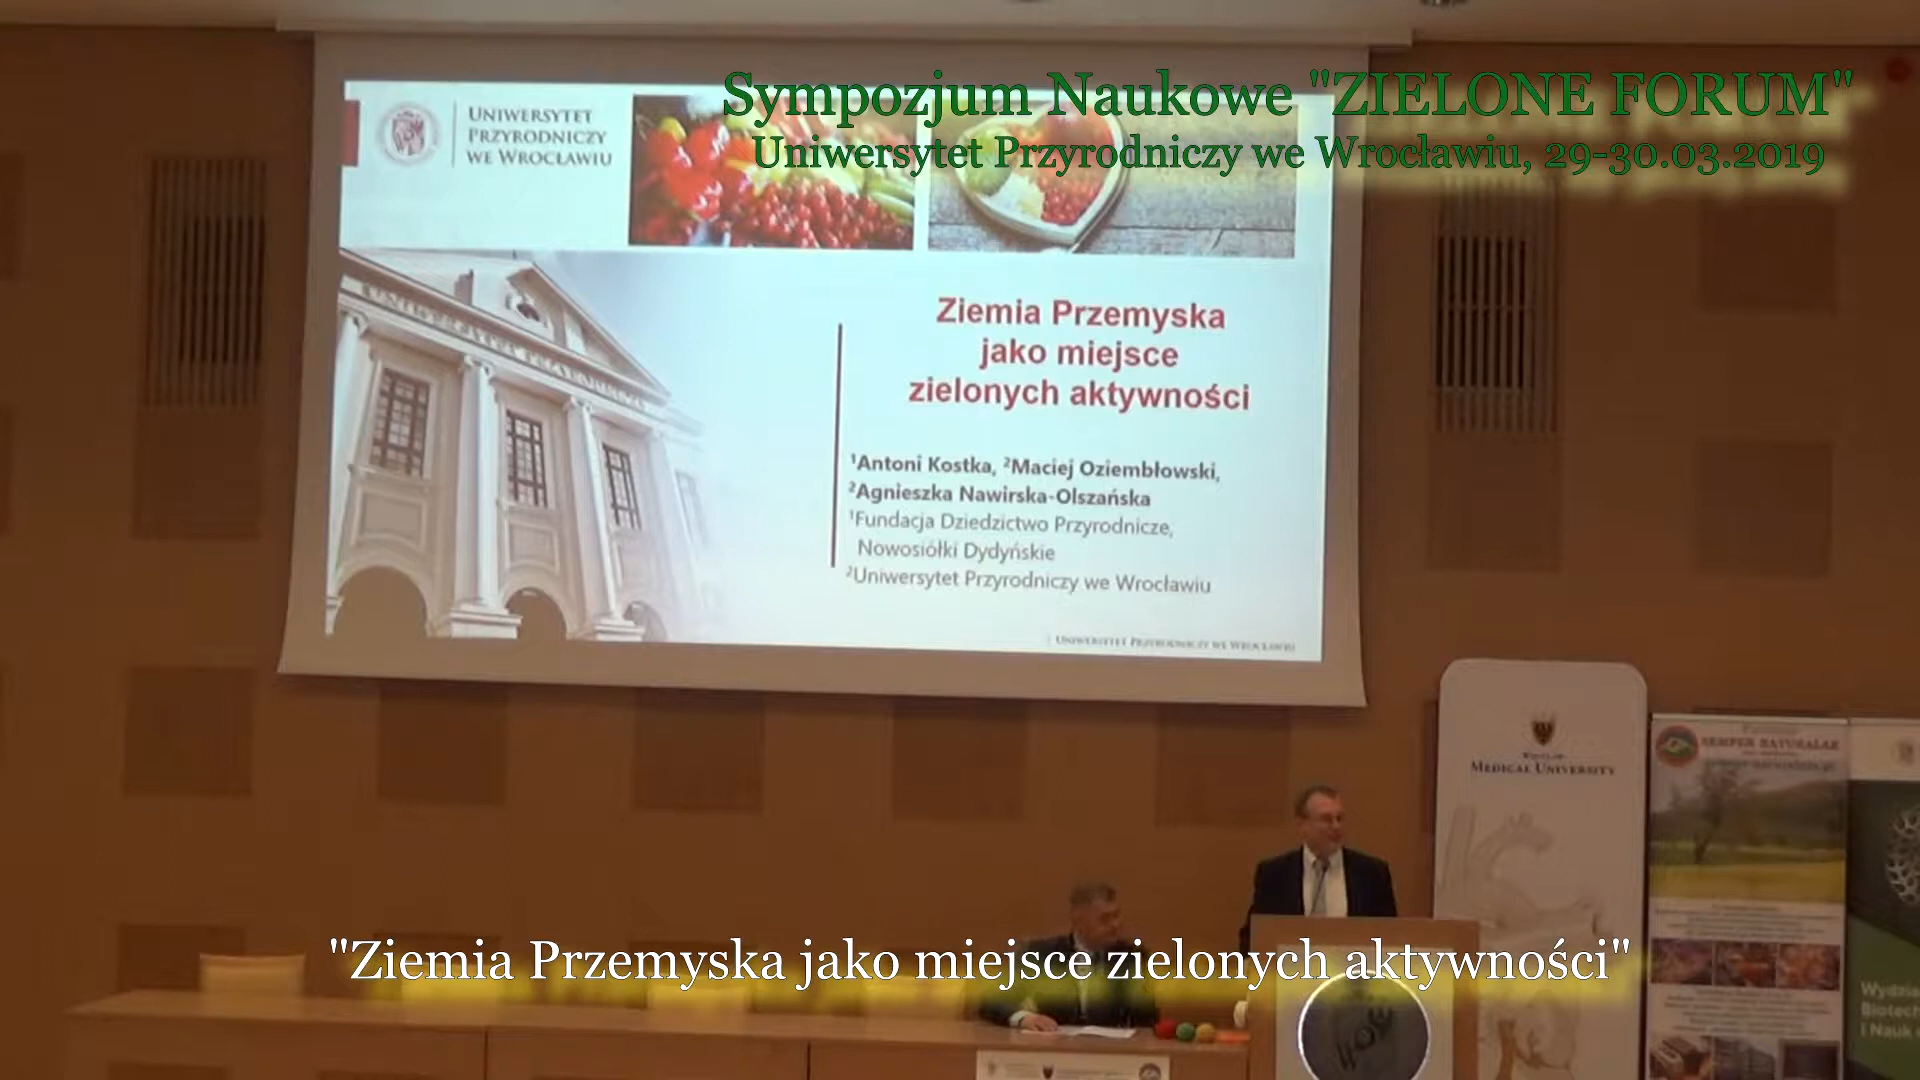 Sympozjum Naukowe "ZIELONE FORUM"
Uniwersytet Przyrodniczy we Wrocławiu, 29-30.03.2019
UNIWERSYTET
PRZYRODNICZY
WE WROCŁAWIU
Ziemia Przemyska
jako miejsce
zielonych aktywności
¹Antoni Kostka, ²Maciej Oziembłowski,
²Agnieszka Nawirska-Olszańska
¹Fundacja Dziedzictwo Przyrodnicze,
Nowosiółki Dydyńskie
²Uniwersytet Przyrodniczy we Wrocławiu
UNIWERSYTET PRZYRODNICZY WE WROCŁAWIU
MEDICAL UNIVERSITY
SEMPER NATURALNE
"Ziemia Przemyska jako miejsce zielonych aktywności"